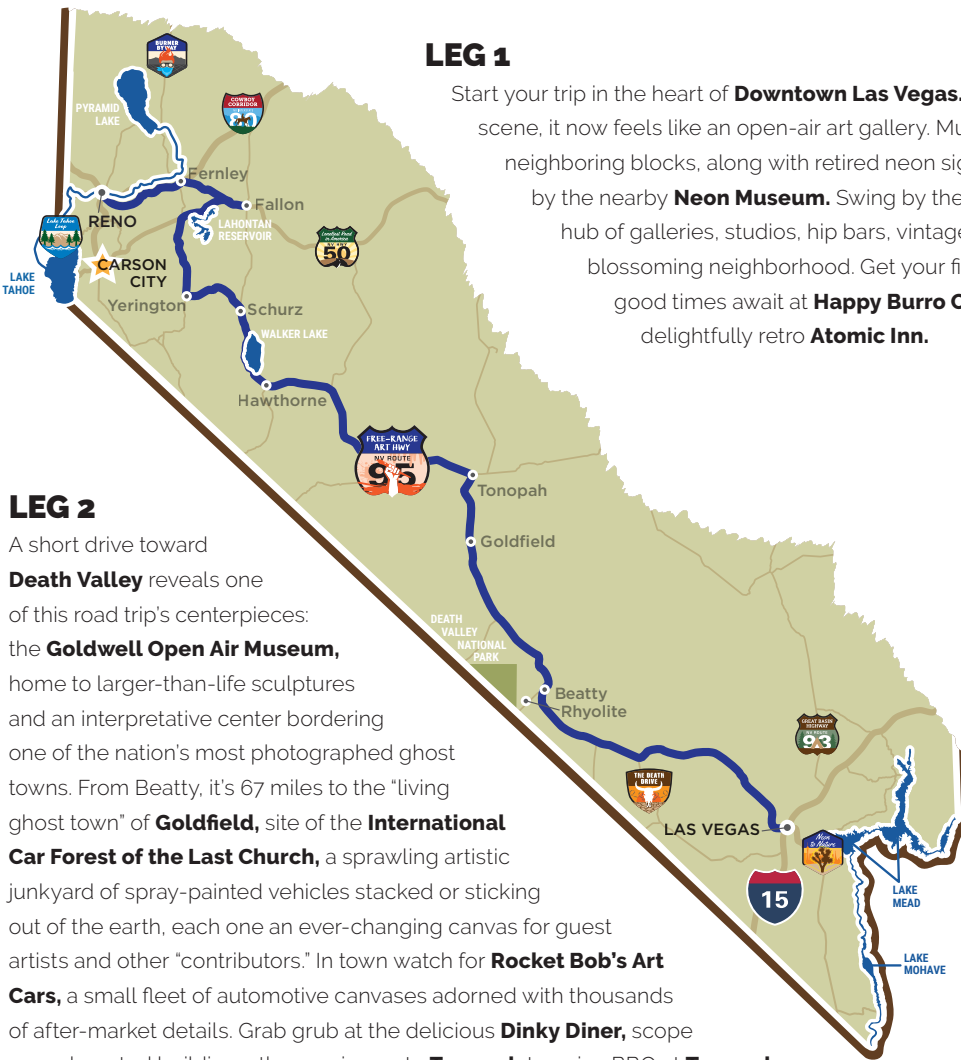 LEG 1
Start your trip in the heart of Downtown Las Vegas.
scene, it now feels like an open-air art gallery.
neighboring blocks, along with retired neon
by the nearby Neon Museum. Swing by the
hub of galleries, studios, hip bars, vintage
blossoming neighborhood. Get your
good times await at Happy Burro
delightfully retro Atomic Inn.
BURNER
BYWAY
PYRAMID
LAKE
COWBOY
CORRIDOR
80
Fernley
Fallon
RENO
LAHONTAN
RESERVOIR
Lake Tahoe
Loop
Loneliest Road
in America
50
LAKE
TAHOE
CARSON
CITY
Yerington
Schurz
WALKER LAKE
Hawthorne
FREE-RANGE
ART HWY
NV ROUTE
95
Tonopah
Goldfield
DEATH
VALLEY
NATIONAL
PARK
Beatty
Rhyolite
GREAT BASIN
HIGHWAY
NV ROUTE
93
THE DEATH
DRIVE
LAS VEGAS
Neon
to Nature
15
LAKE
MEAD
LAKE
MOHAVE
LEG 2
A short drive toward
Death Valley reveals one
of this road trip's centerpieces:
the Goldwell Open Air Museum,
home to larger-than-life sculptures
and an interpretative center bordering
one of the nation's most photographed ghost
towns. From Beatty, it's 67 miles to the “living
ghost town” of Goldfield, site of the International
Car Forest of the Last Church, a sprawling artistic
junkyard of spray-painted vehicles stacked or sticking
out of the earth, each one an ever-changing canvas for guest
artists and other “contributors.” In town watch for Rocket Bob's Art
Cars, a small fleet of automotive canvases adorned with thousands
of after-market details. Grab grub at the delicious Dinky Diner, scope